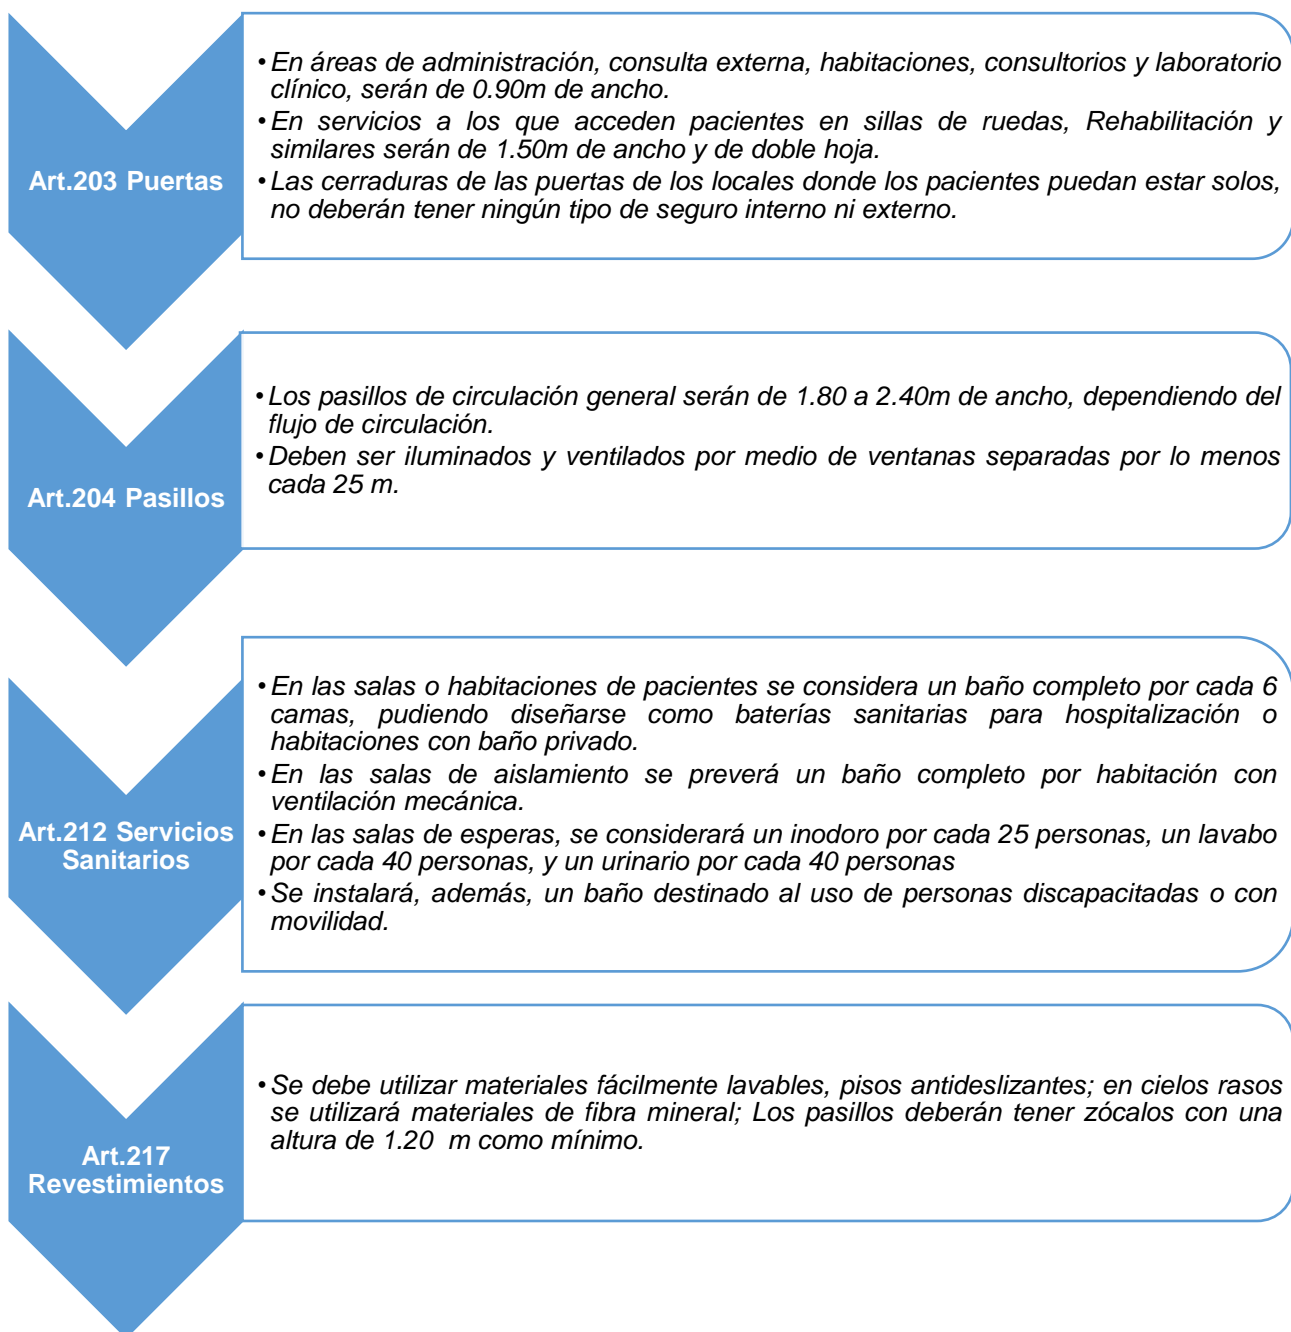 Art.203 Puertas
• En áreas de administración, consulta externa, habitaciones, consultorios y laboratorio
clínico, serán de 0.90m de ancho.
• En servicios a los que acceden pacientes en sillas de ruedas, Rehabilitación y
similares serán de 1.50m de ancho y de doble hoja.
• Las cerraduras de las puertas de los locales donde los pacientes puedan estar solos,
no deberán tener ningún tipo de seguro interno ni externo.
Art.204 Pasillos
• Los pasillos de circulación general serán de 1.80 a 2.40m de ancho, dependiendo del
flujo de circulación.
• Deben ser iluminados y ventilados por medio de ventanas separadas por lo menos
cada 25 m.
Art.212 Servicios
Sanitarios
• En las salas o habitaciones de pacientes se considera un baño completo por cada 6
camas, pudiendo diseñarse como baterías sanitarias para hospitalización o
habitaciones con baño privado.
• En las salas de aislamiento se preverá un baño completo por habitación con
ventilación mecánica.
• En las salas de esperas, se considerará un inodoro por cada 25 personas, un lavabo
por cada 40 personas, y un urinario por cada 40 personas
• Se instalará, además, un baño destinado al uso de personas discapacitadas o con
movilidad.
Art.217
Revestimientos
• Se debe utilizar materiales fácilmente lavables, pisos antideslizantes; en cielos rasos
se utilizará materiales de fibra mineral; Los pasillos deberán tener zócalos con una
altura de 1.20 m como mínimo.